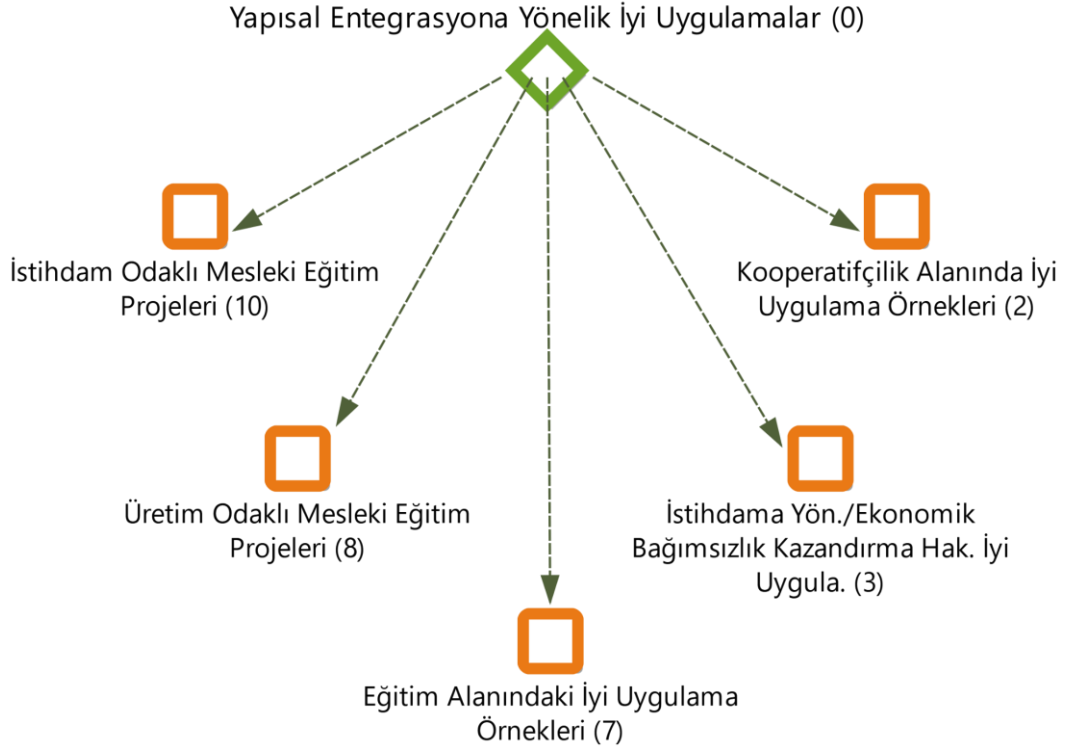 Yapısal Entegrasyona Yönelik İyi Uygulamalar (0)
İstihdam Odaklı Mesleki Eğitim
Projeleri (10)
Kooperatifçilik Alanında İyi
Uygulama Örnekleri (2)
Üretim Odaklı Mesleki Eğitim
Projeleri (8)
İstihdama Yön./Ekonomik
Bağımsızlık Kazandırma Hak. İyi
Uygula. (3)
Eğitim Alanındaki İyi Uygulama
Örnekleri (7)